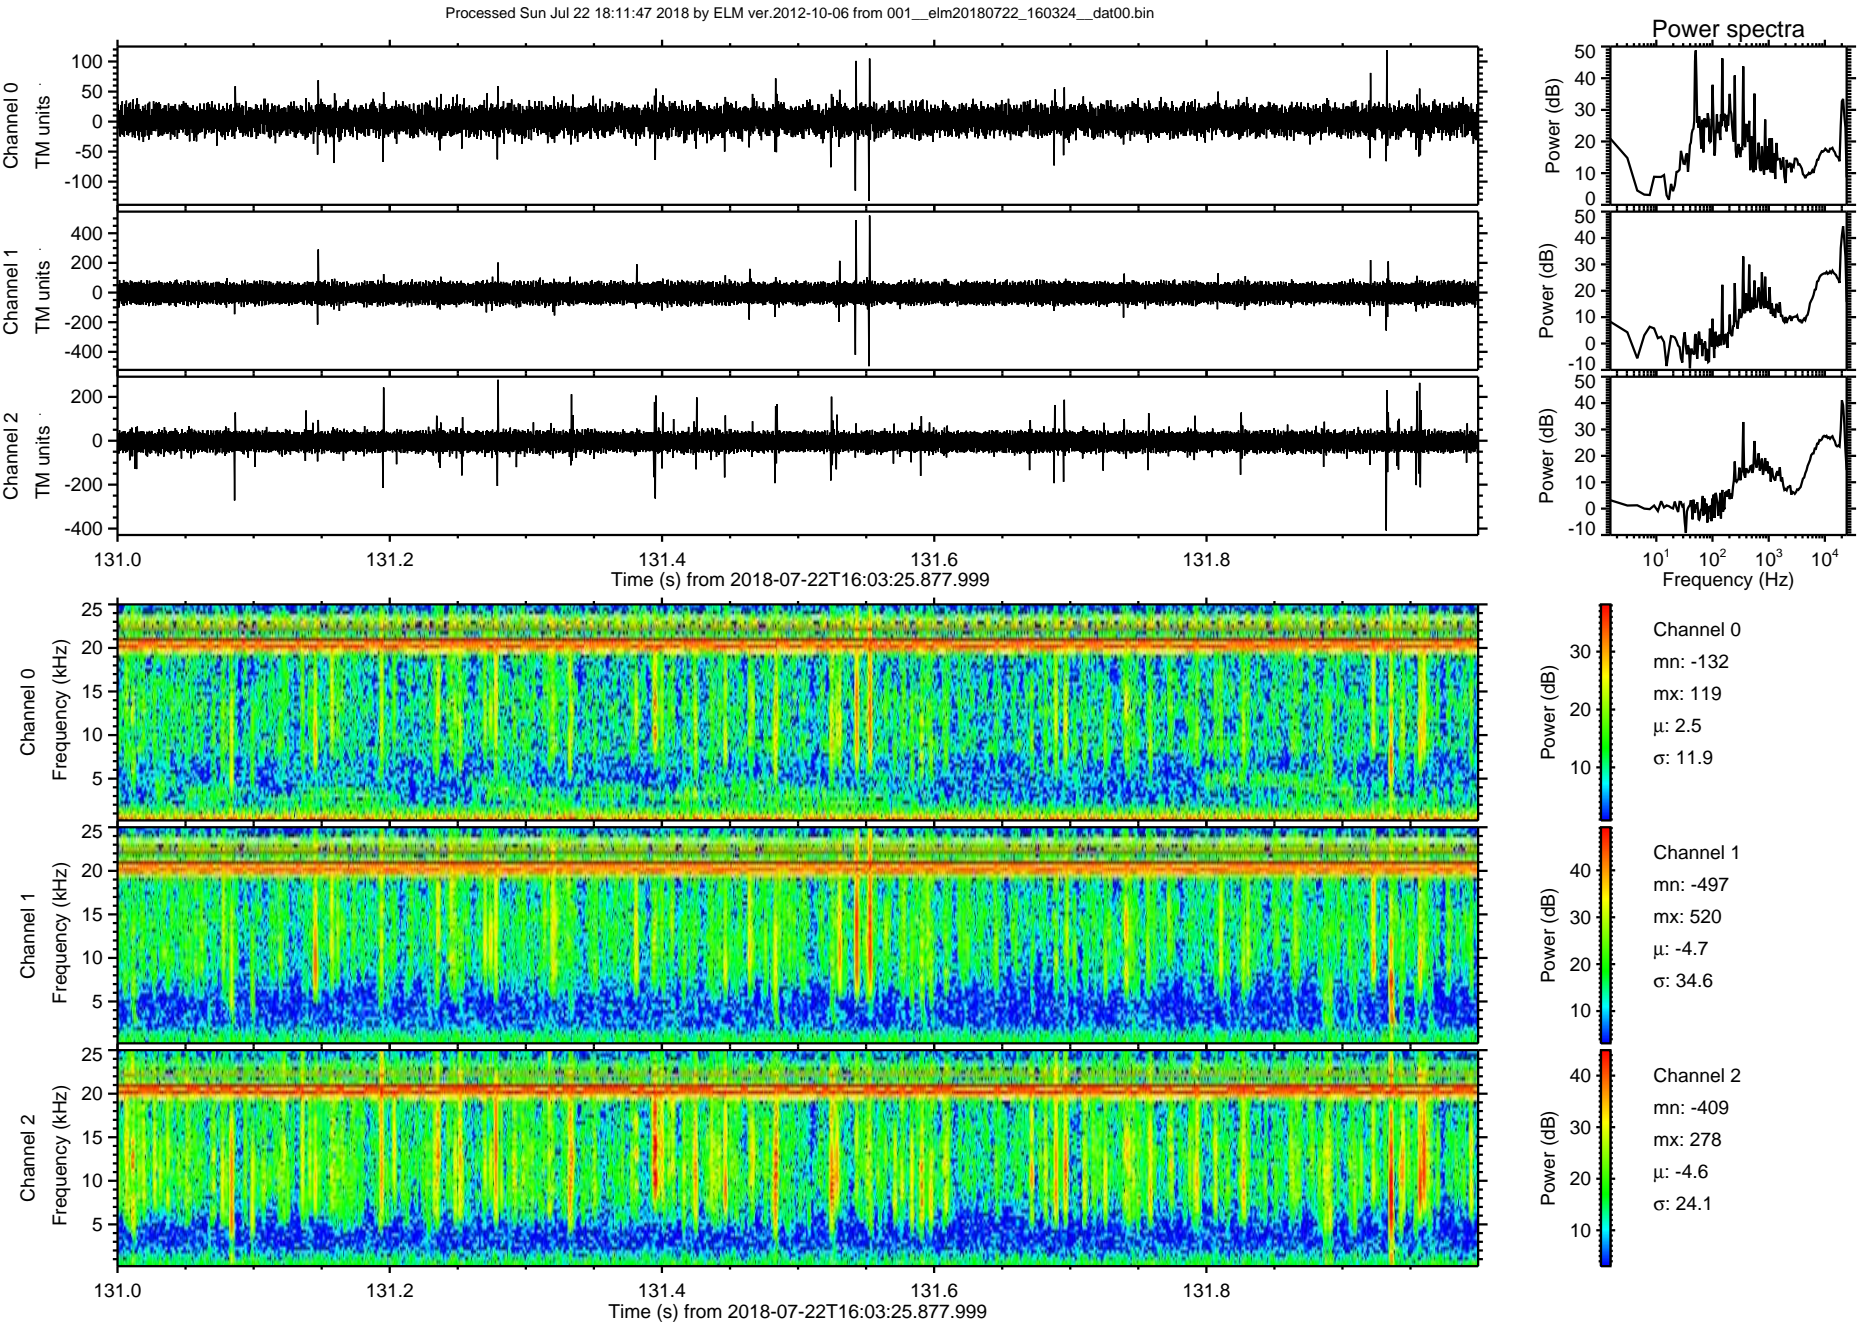 Processed Sun Jul 22 18:11:47 2018 by ELM ver.2012-10-06 from 001__elm20180722_160324__dat00.bin
Power spectra
Channel 0
TM units
100
50
0
-50
-100
Power (dB)
50
40
30
20
10
0
Channel 1
TM units
400
200
0
-200
-400
Power (dB)
50
40
30
20
10
0
-10
Channel 2
TM units
200
0
-200
-400
Power (dB)
50
40
30
20
10
0
-10
131.0 131.2 131.4 131.6 131.8
Time (s) from 2018-07-22T16:03:25.877.999
10¹ 10² 10³ 10⁴
Frequency (Hz)
Channel 0
Frequency (kHz)
25
20
15
10
5
Power (dB)
30
20
10
Channel 0
mn: -132
mx: 119
µ: 2.5
σ: 11.9
Channel 1
Frequency (kHz)
25
20
15
10
5
Power (dB)
40
30
20
10
Channel 1
mn: -497
mx: 520
µ: -4.7
σ: 34.6
Channel 2
Frequency (kHz)
25
20
15
10
5
Power (dB)
40
30
20
10
Channel 2
mn: -409
mx: 278
µ: -4.6
σ: 24.1
131.0 131.2 131.4 131.6 131.8
Time (s) from 2018-07-22T16:03:25.877.999